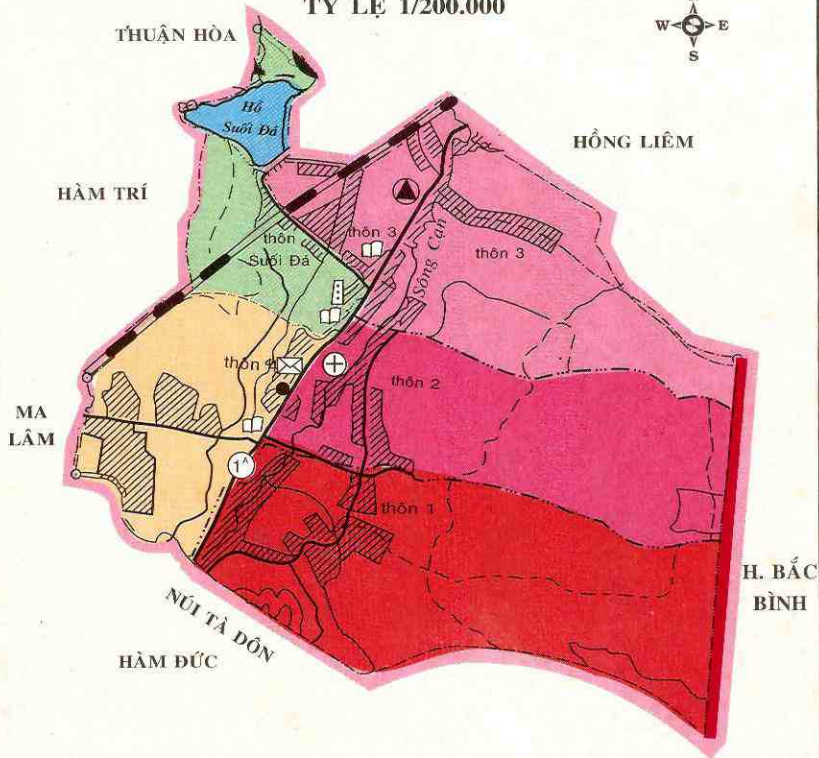 TỶ LỆ 1/200.000
THUẬN HÒA
W E
S
Hồ
Suối Đá
HỒNG LIÊM
HÀM TRÍ
thôn 3
thôn
Suối Đá
Sông Cạn
thôn 3
thôn 4
thôn 2
MA
LÂM
1A
thôn 1
H. BẮC
BÌNH
NÚI TÀ DÔN
HÀM ĐỨC